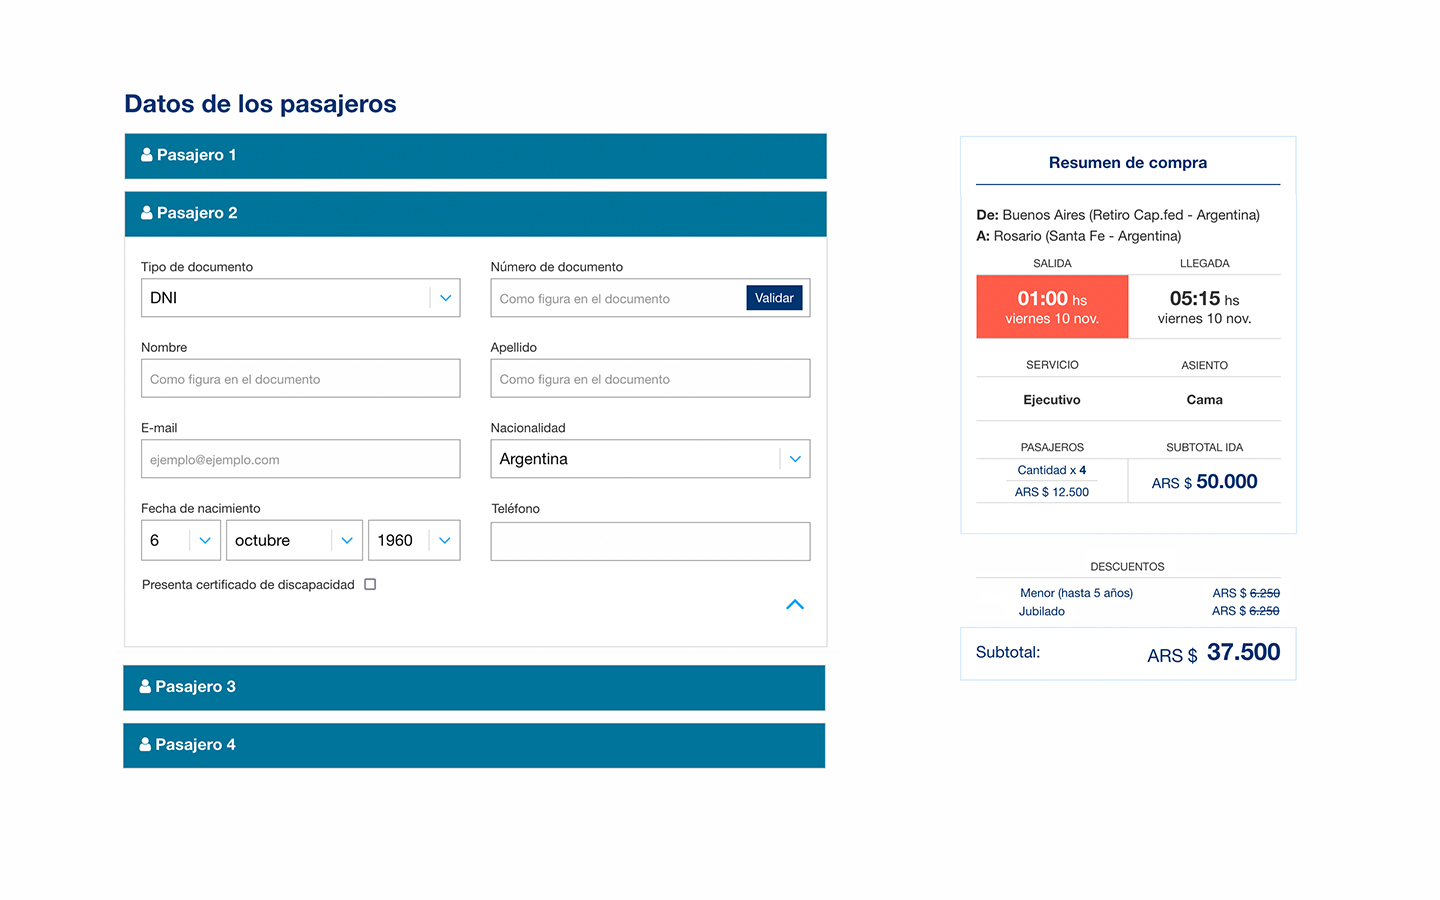 Datos de los pasajeros
Pasajero 1
Pasajero 2
Tipo de documento
DNI
Número de documento
Como figura en el documento
Validar
Nombre
Como figura en el documento
Apellido
Como figura en el documento
E-mail
ejemplo@ejemplo.com
Nacionalidad
Argentina
Fecha de nacimiento
6 octubre 1960
Teléfono
Presenta certificado de discapacidad
Pasajero 3
Pasajero 4
Resumen de compra
De: Buenos Aires (Retiro Cap.fed - Argentina)
A: Rosario (Santa Fe - Argentina)
SALIDA LLEGADA
01:00 hs 05:15 hs
viernes 10 nov. viernes 10 nov.
SERVICIO ASIENTO
Ejecutivo Cama
PASAJEROS SUBTOTAL IDA
Cantidad x 4
ARS $ 12.500
ARS $ 50.000
DESCUENTOS
Menor (hasta 5 años) ARS $ 6.250
Jubilado ARS $ 6.250
Subtotal: ARS $ 37.500